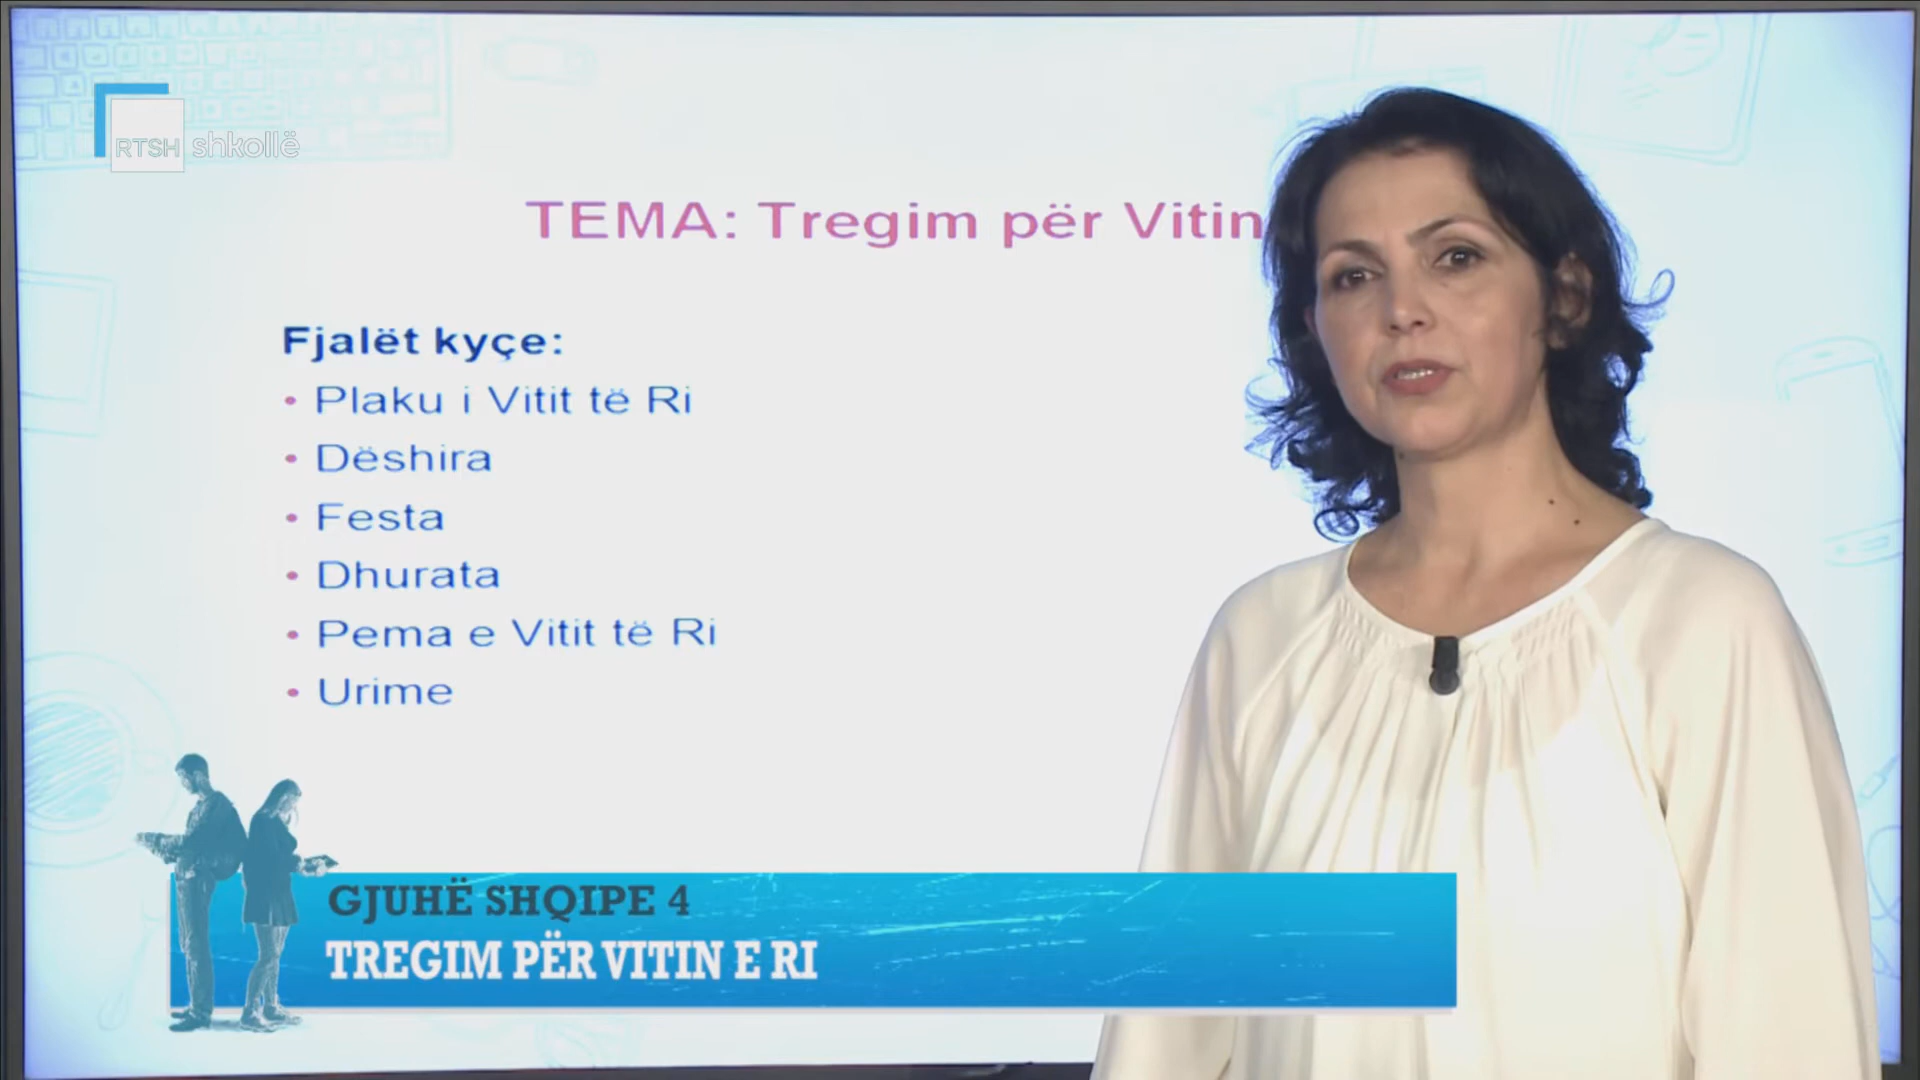 RTSH shkollë
TEMA: Tregim për Vitin
Fjalët kyçe:
• Plaku i Vitit të Ri
• Dëshira
• Festa
• Dhurata
• Pema e Vitit të Ri
• Urime
GJUHË SHQIPE 4
TREGIM PËR VITIN E RI